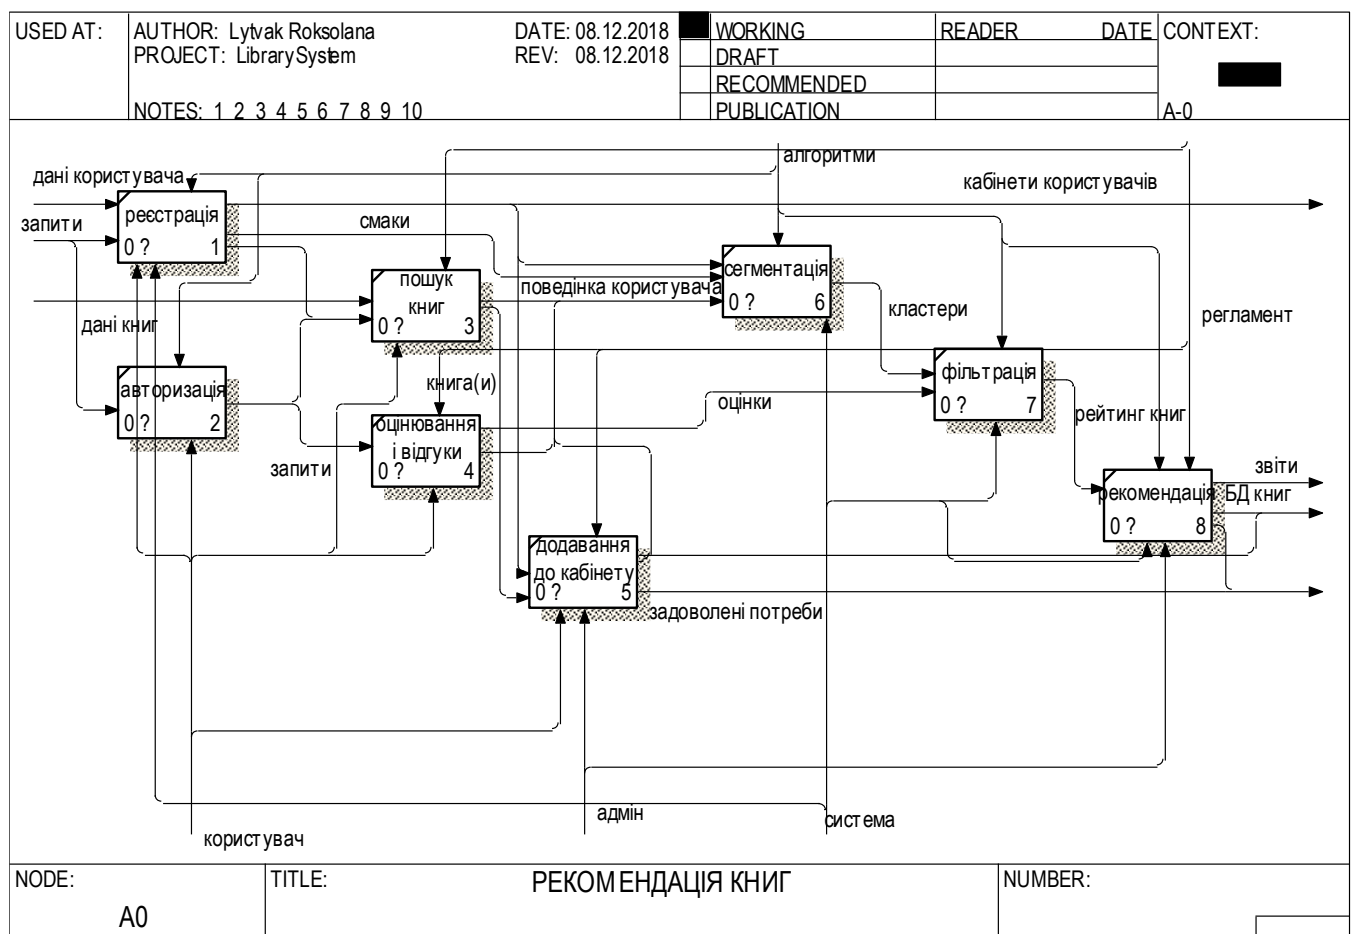 USED AT: AUTHOR: Lytvak Roksolana DATE: 08.12.2018 WORKING READER DATE CONTEXT:
PROJECT: LibrarySystem REV: 08.12.2018 DRAFT
RECOMMENDED
NOTES: 1 2 3 4 5 6 7 8 9 10 PUBLICATION A-0
алгоритми
дані користувача
кабінети користувачів
реєстрація
0 ? 1
запити
смаки
сегментація
0 ? 6
пошук
книг
0 ? 3
поведінка користувача
кластери
регламент
дані книг
авторизація
0 ? 2
книга(и)
фільтрація
0 ? 7
оцінки
рейтинг книг
оцінювання
і відгуки
0 ? 4
запити
звіти
рекомендація
0 ? 8
БД книг
додавання
до кабінету
0 ? 5
задоволені потреби
адмін
система
користувач
NODE: TITLE: РЕКОМЕНДАЦІЯ КНИГ NUMBER:
A0